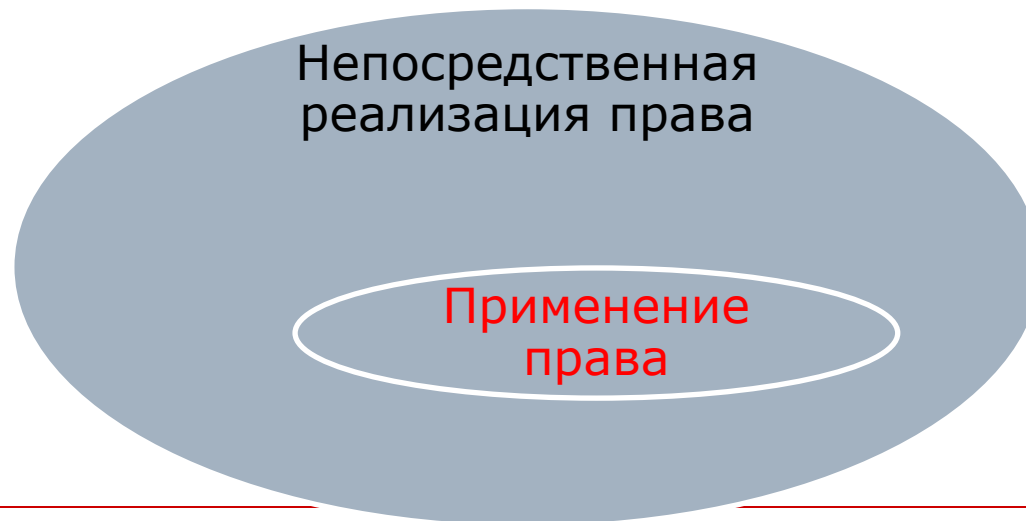 Непосредственная
реализация права
Применение
права